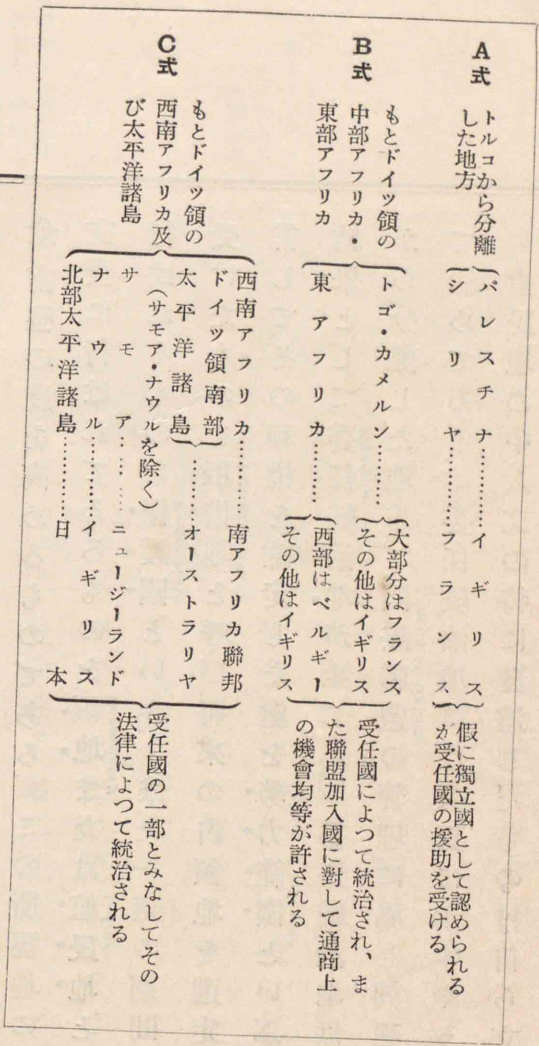 A式
トルコから分離
した地方
パレスチナ…………イギリス
シリヤ…………フランス
假に獨立國として認められる
が受任國の援助を受ける
B式
もとドイツ領の
中部アフリカ・
東部アフリカ
トゴ・カメルン…………
大部分はフランス
その他はイギリス
東アフリカ…………
西部はベルギー
その他はイギリス
受任國によつて統治され、ま
た聯盟加入國に對して通商上
の機會均等が許される
C式
もとドイツ領の
西南アフリカ及
び太平洋諸島
西南アフリカ…………南アフリカ聯邦
ドイツ領南部
太平洋諸島
…………オーストラリヤ
(サモア・ナウルを除く)
サモア…………ニュージーランド
ナウル…………イギリス
北部太平洋諸島…………日本
受任國の一部とみなしてその
法律によつて統治される